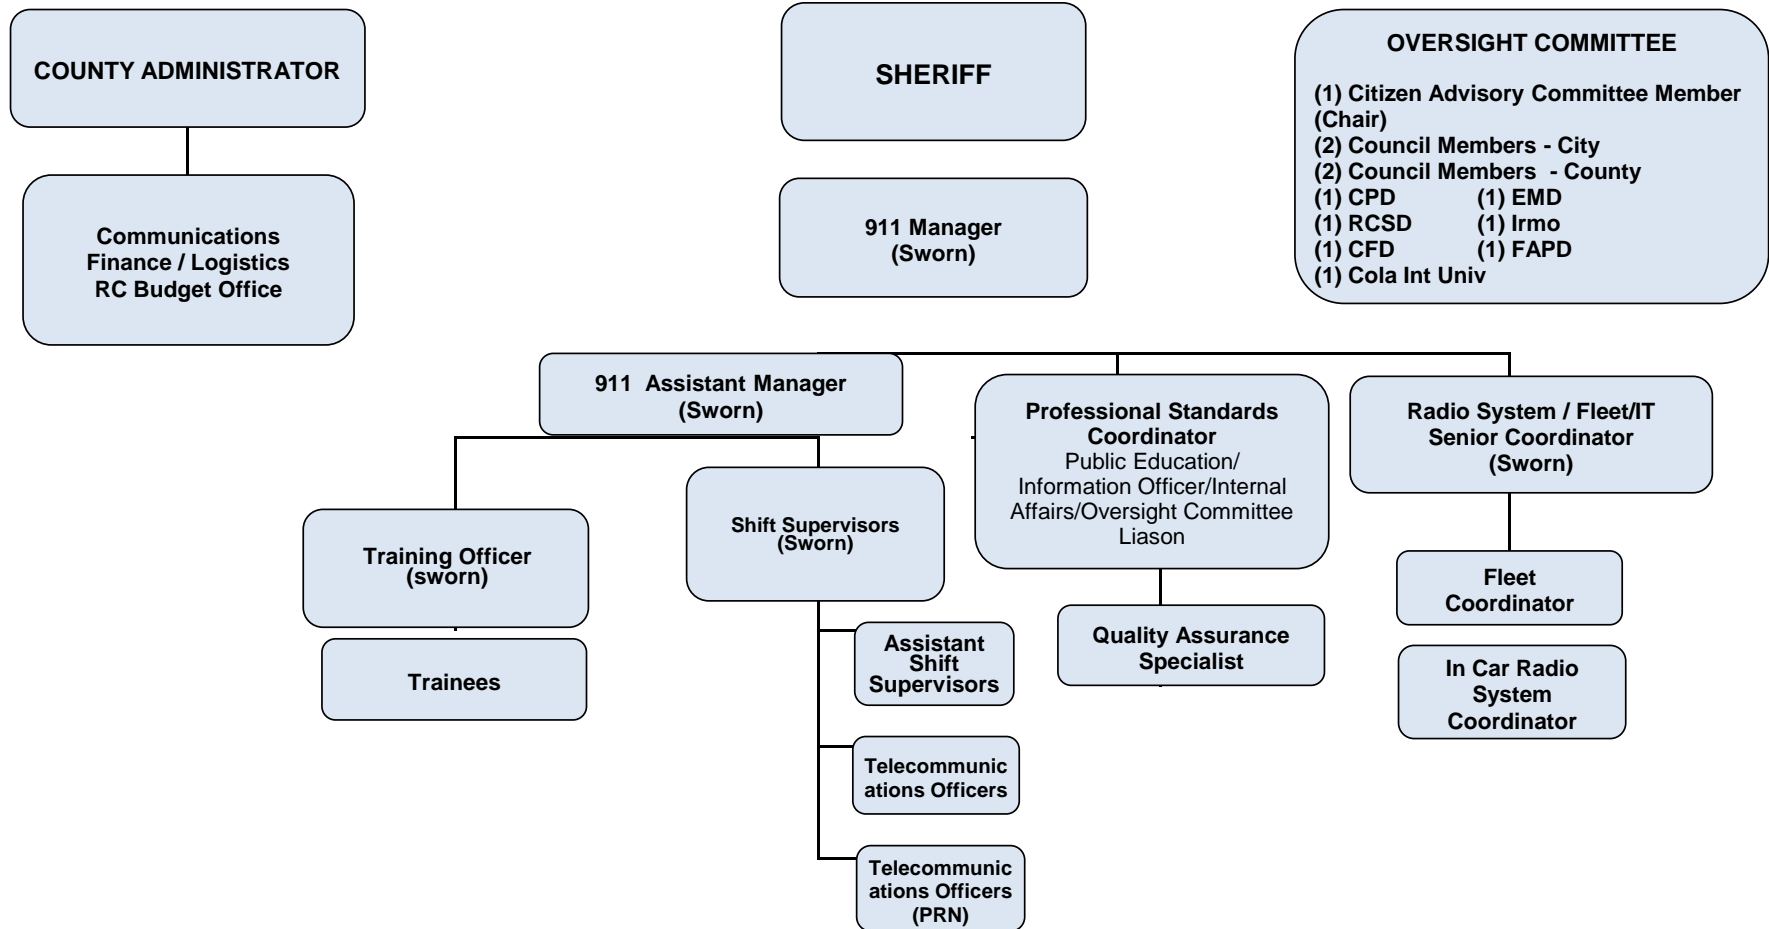 COUNTY ADMINISTRATOR
SHERIFF
OVERSIGHT COMMITTEE
(1) Citizen Advisory Committee Member
(Chair)
(2) Council Members - City
(2) Council Members - County
(1) CPD (1) EMD
(1) RCSD (1) Irmo
(1) CFD (1) FAPD
(1) Cola Int Univ
Communications
Finance / Logistics
RC Budget Office
911 Manager
(Sworn)
911 Assistant Manager
(Sworn)
Professional Standards
Coordinator
Public Education/
Information Officer/Internal
Affairs/Oversight Committee
Liason
Radio System / Fleet/IT
Senior Coordinator
(Sworn)
Training Officer
(sworn)
Shift Supervisors
(Sworn)
Fleet
Coordinator
Trainees
Assistant
Shift
Supervisors
Quality Assurance
Specialist
In Car Radio
System
Coordinator
Telecommunic
ations Officers
Telecommunic
ations Officers
(PRN)